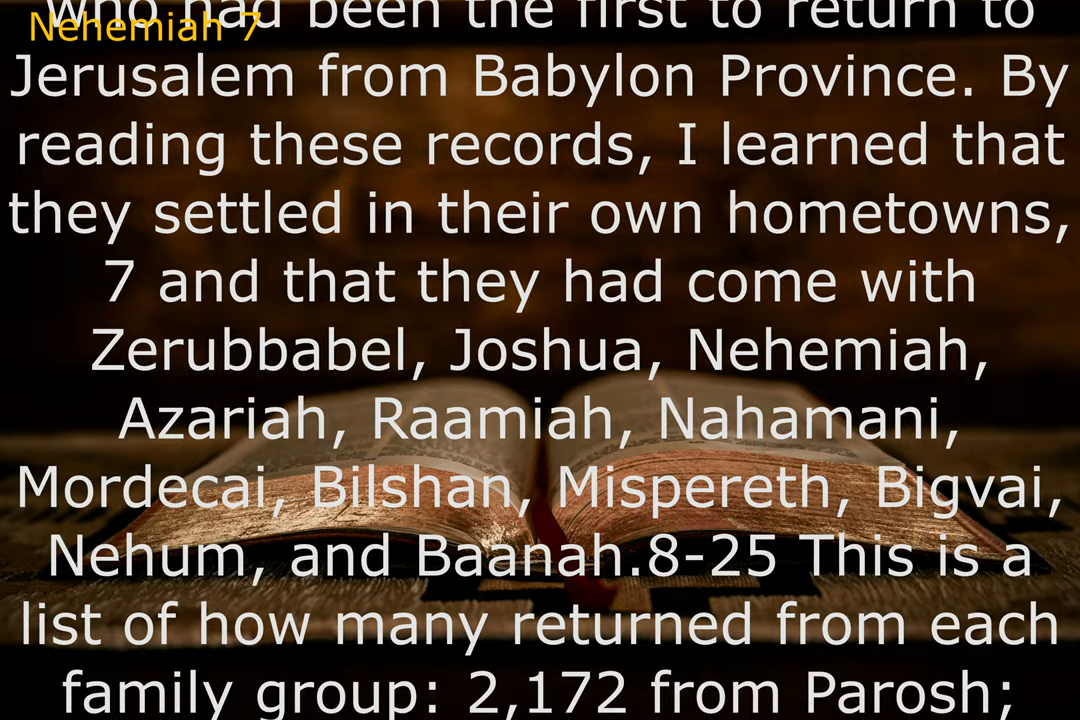 who had been the first to return to
Nehemiah 7
Jerusalem from Babylon Province. By
reading these records, I learned that
they settled in their own hometowns,
7 and that they had come with
Zerubbabel, Joshua, Nehemiah,
Azariah, Raamiah, Nahamani,
Mordecai, Bilshan, Mispereth, Bigvai,
Nehum, and Baanah.8-25 This is a
list of how many returned from each
family group: 2,172 from Parosh;